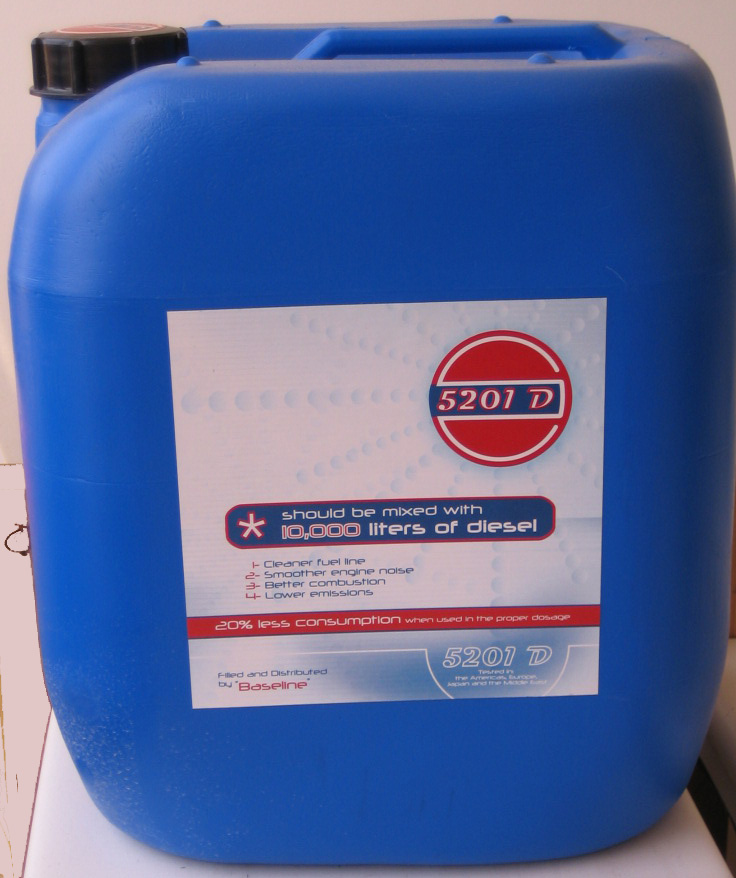 5201 D
* should be mixed with
10,000 liters of diesel
1- Cleaner fuel line
2- Smoother engine noise
3- Better combustion
4- Lower emissions
20% less consumption when used in the proper dosage
Filled and Distributed
by "Baseline"
5201 D
Tested in
the Americas, Europe,
Japan and the Middle East